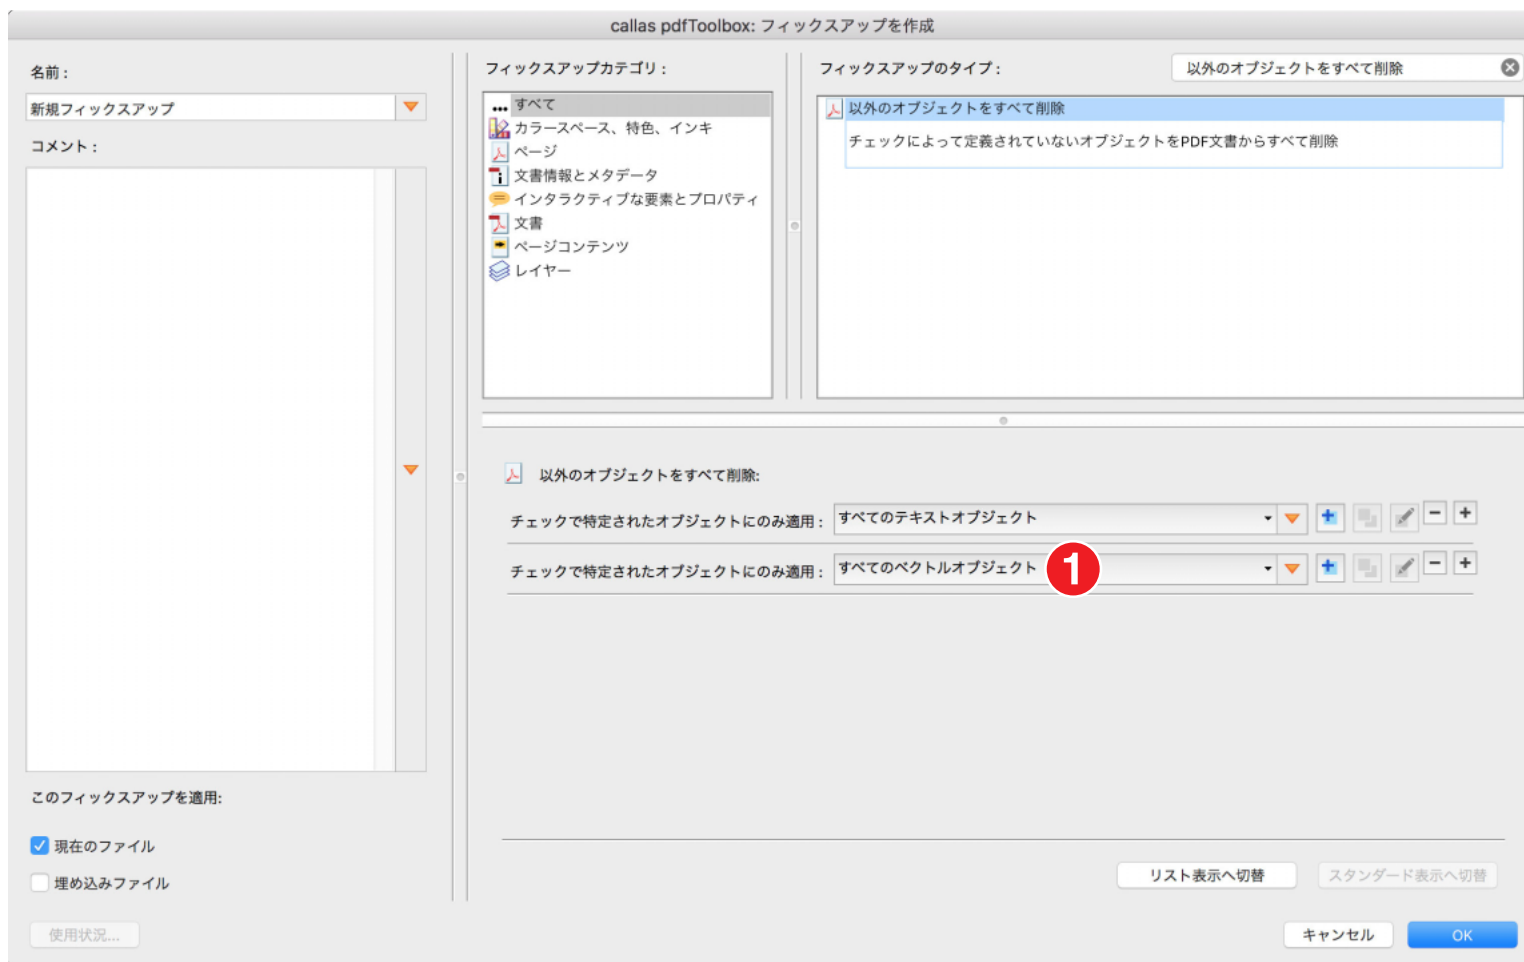 callas pdfToolbox: フィックスアップを作成
名前：
新規フィックスアップ
コメント：
このフィックスアップを適用:
現在のファイル
埋め込みファイル
使用状況...
フィックスアップカテゴリ：
すべて
カラースペース、特色、インキ
ページ
文書情報とメタデータ
インタラクティブな要素とプロパティ
文書
ページコンテンツ
レイヤー
フィックスアップのタイプ：
以外のオブジェクトをすべて削除
以外のオブジェクトをすべて削除
チェックによって定義されていないオブジェクトをPDF文書からすべて削除
以外のオブジェクトをすべて削除:
チェックで特定されたオブジェクトにのみ適用： すべてのテキストオブジェクト
チェックで特定されたオブジェクトにのみ適用： すべてのベクトルオブジェクト 1
リスト表示へ切替 スタンダード表示へ切替
キャンセル OK